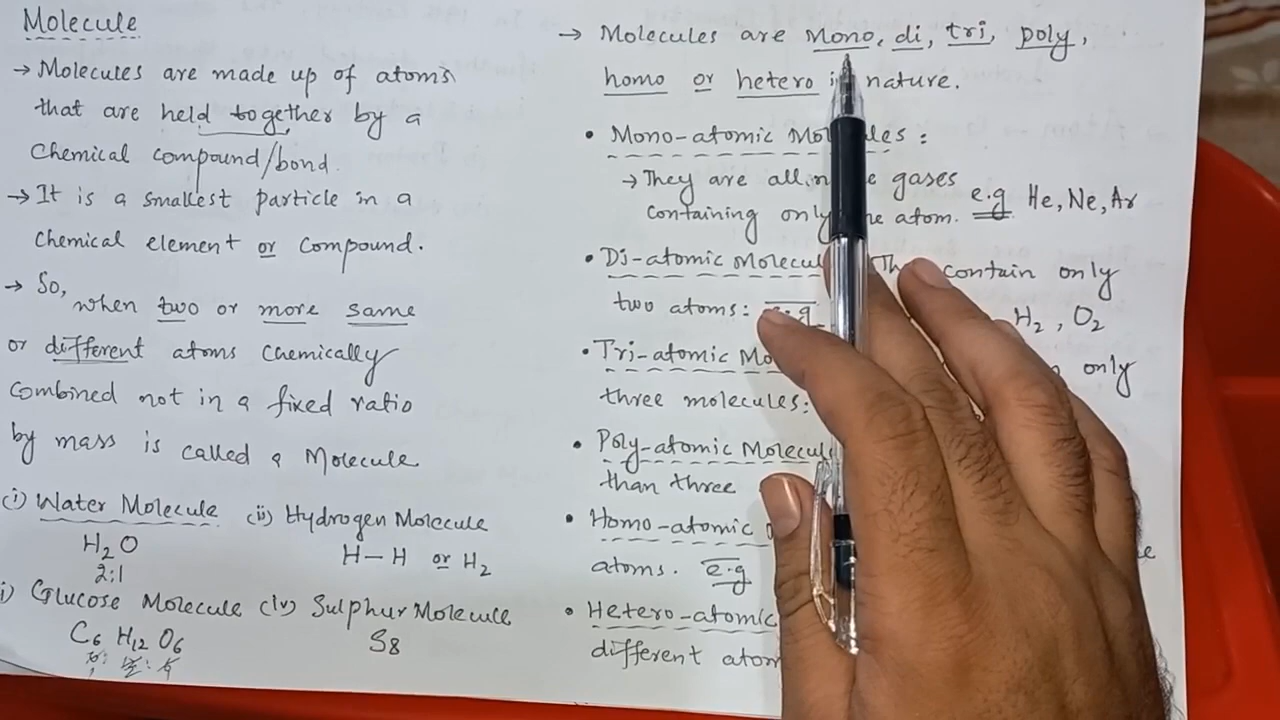 Molecule
→ Molecules are made up of atoms
that are held together by a
Chemical compound/bond.
→ It is a smallest particle in a
chemical element or compound.
→ So,
when two or more same
or different atoms chemically
combined not in a fixed ratio
by mass is called a Molecule
(i) Water Molecule (ii) Hydrogen Molecule
H2O H-H or H2
2:1
i) Glucose Molecule (iv) Sulphur Molecule
C6 H12 O6 S8
→ Molecules are Mono, di, tri, poly,
homo or hetero nature.
• Mono-atomic
→ They are all gases
containing only atom. e.g He, Ne, Ar
• Di-atomic contain only
two atoms: e.g H2, O2
• Tri-atomic only
three molecules:
• Poly-atomic
than three
• Homo-atomic
atoms. e.g
• Hetero-atomic
different